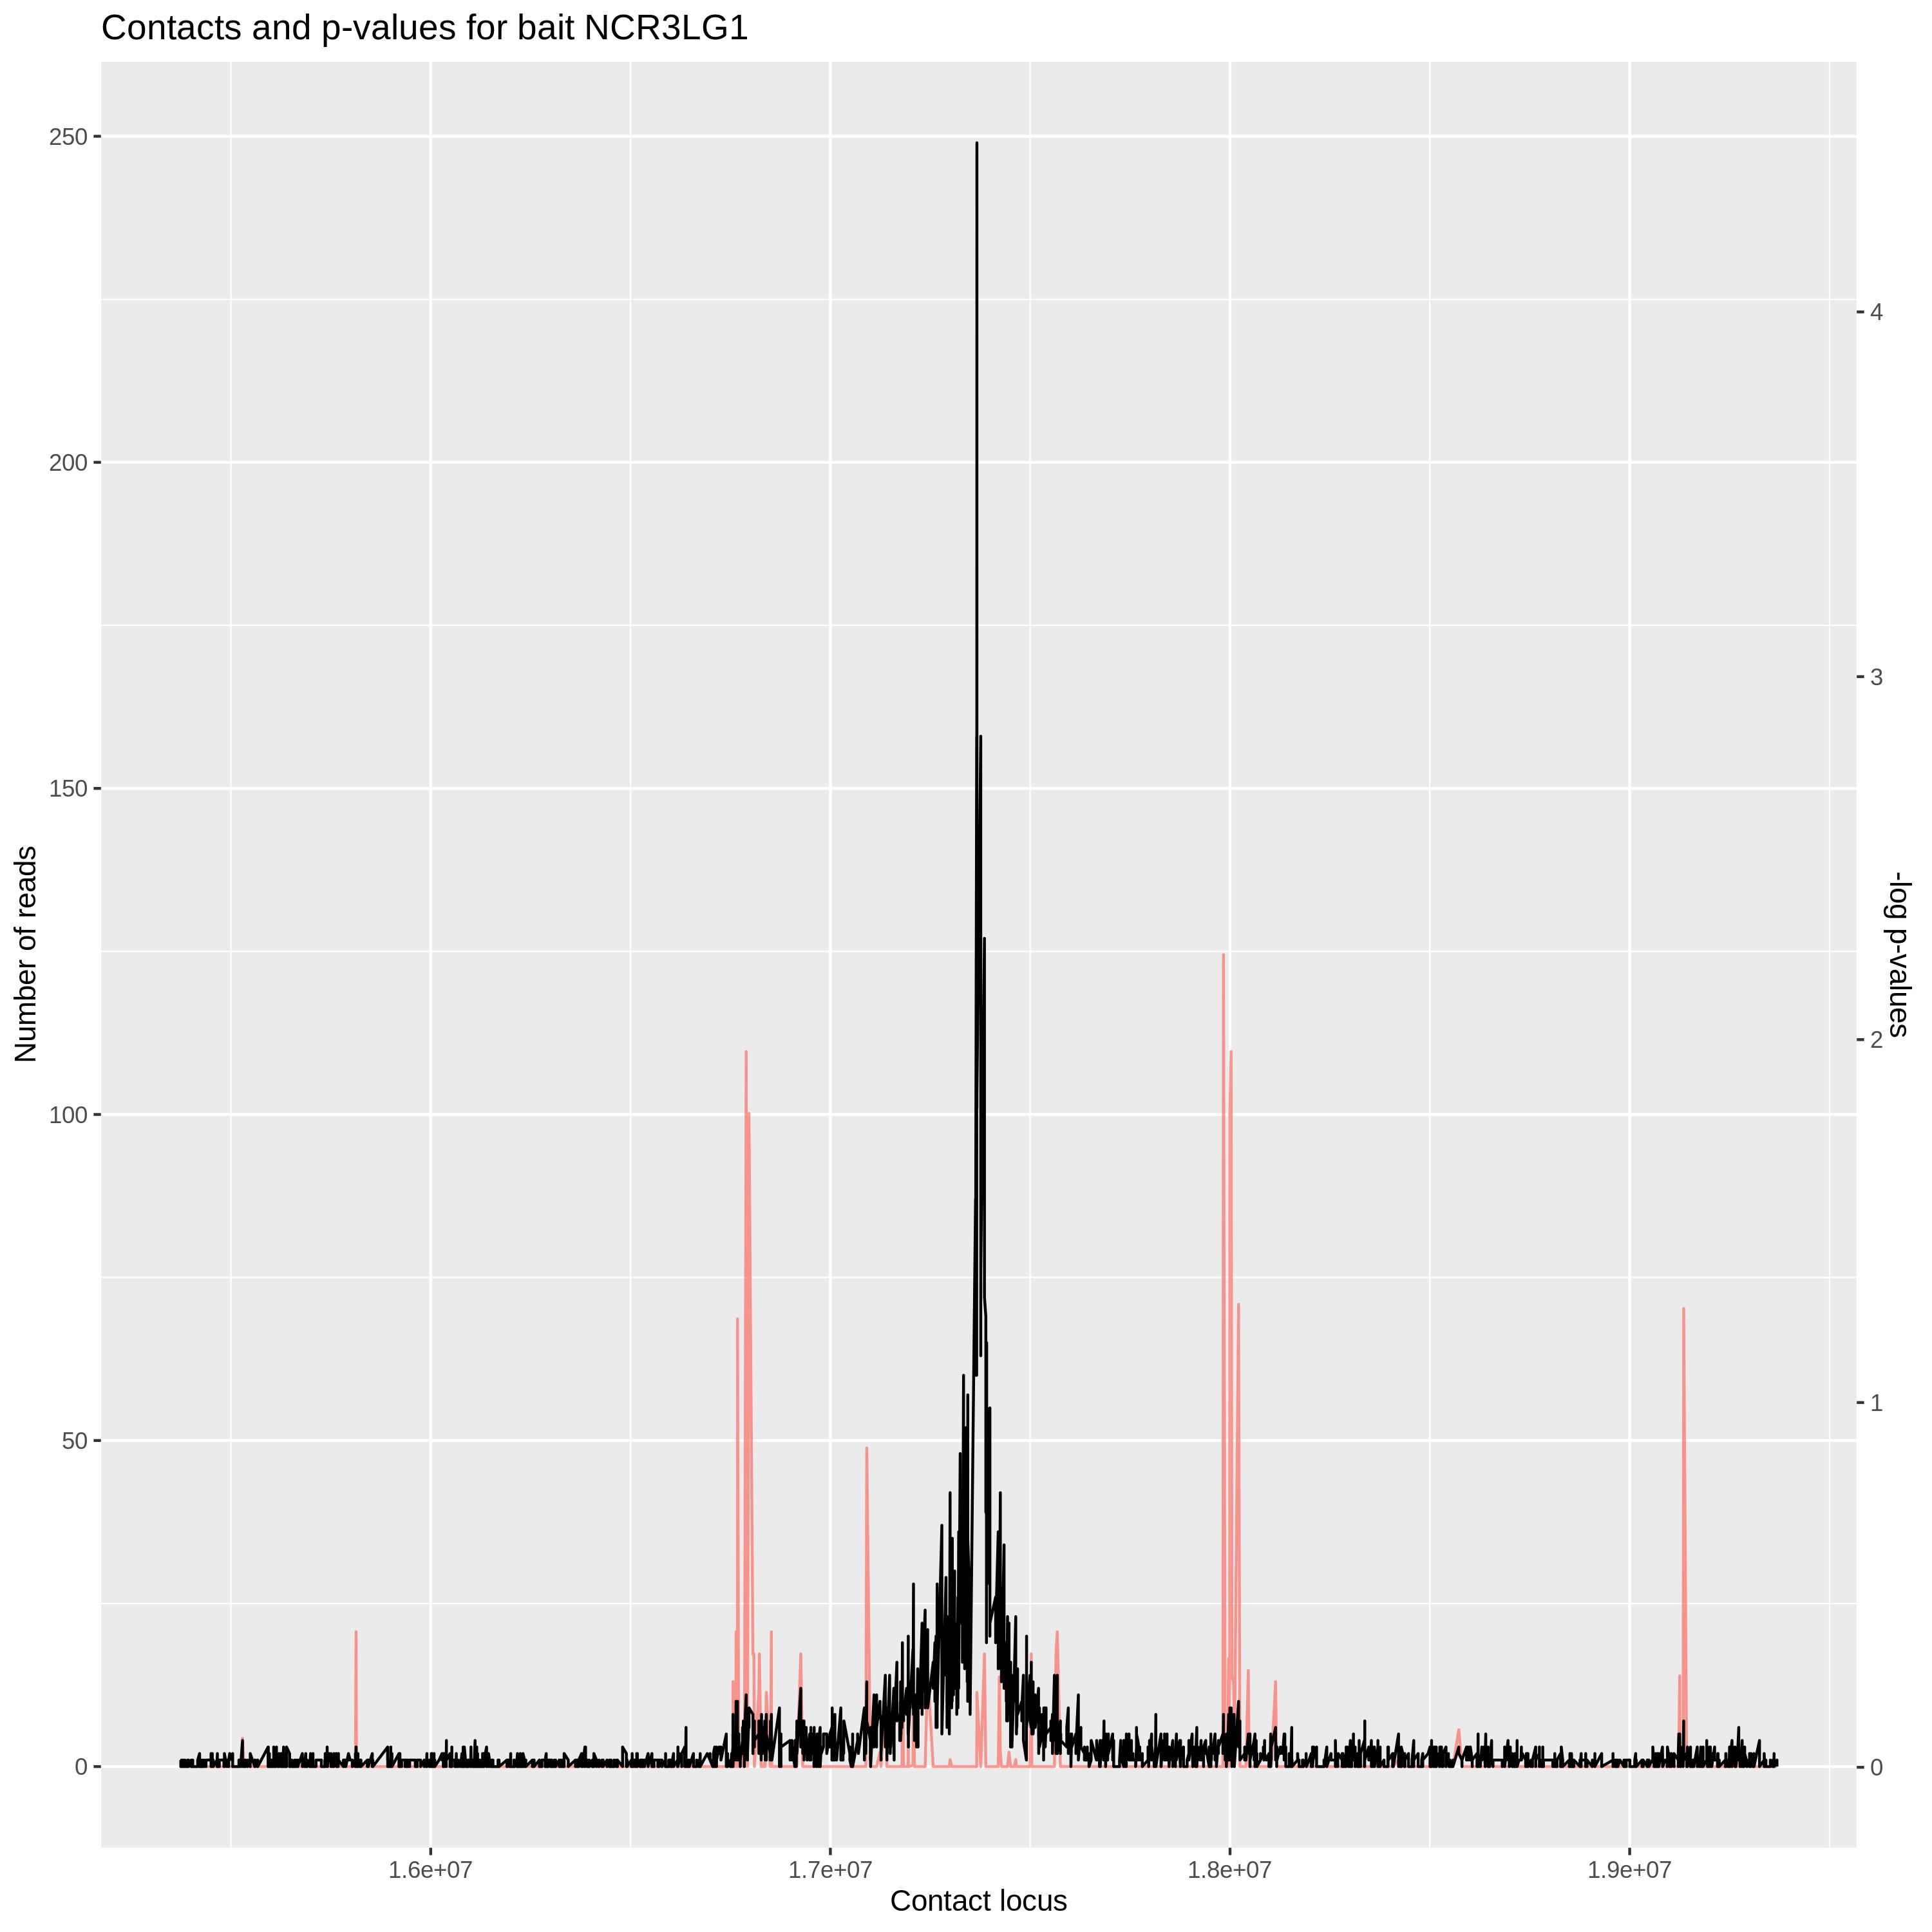 Contacts and p-values for bait NCR3LG1
250
200
150
100
50
0
Number of reads
4
3
2
1
0
-log p-values
1.6e+07
1.7e+07
1.8e+07
1.9e+07
Contact locus